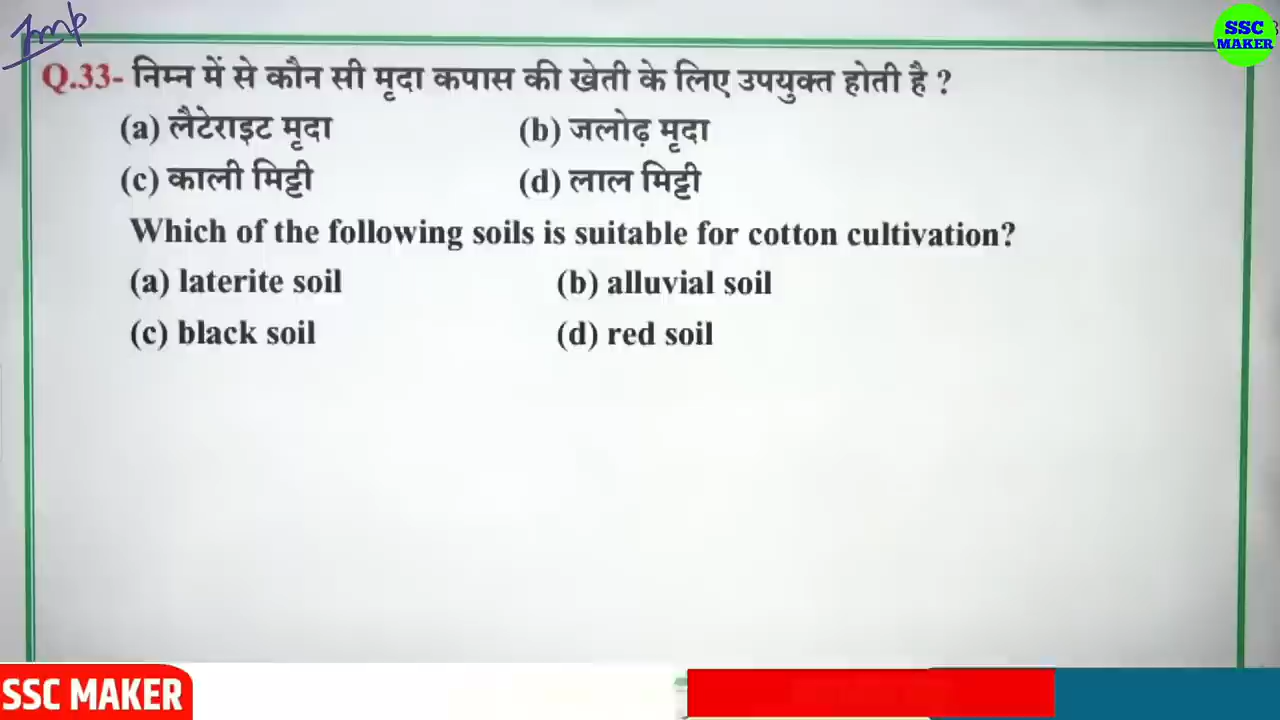 Imp
SSC
MAKER
Q.33- निम्न में से कौन सी मृदा कपास की खेती के लिए उपयुक्त होती है ?
(a) लैटेराइट मृदा (b) जलोढ़ मृदा
(c) काली मिट्टी (d) लाल मिट्टी
Which of the following soils is suitable for cotton cultivation?
(a) laterite soil (b) alluvial soil
(c) black soil (d) red soil
SSC MAKER